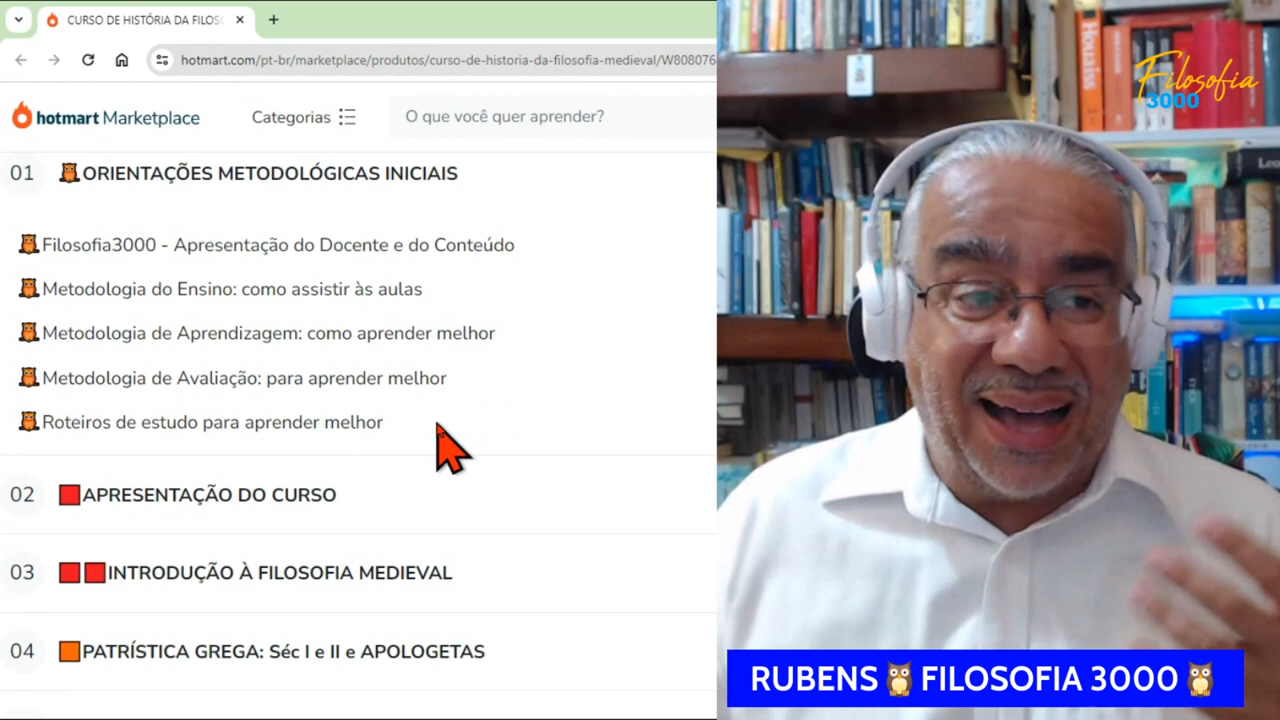 CURSO DE HISTÓRIA DA FILOS
hotmart.com/pt-br/marketplace/produtos/curso-de-historia-da-filosofia-medieval/W808076
hotmart Marketplace
Categorias
O que você quer aprender?
01 ORIENTAÇÕES METODOLÓGICAS INICIAIS
Filosofia3000 - Apresentação do Docente e do Conteúdo
Metodologia do Ensino: como assistir às aulas
Metodologia de Aprendizagem: como aprender melhor
Metodologia de Avaliação: para aprender melhor
Roteiros de estudo para aprender melhor
02 APRESENTAÇÃO DO CURSO
03 INTRODUÇÃO À FILOSOFIA MEDIEVAL
04 PATRÍSTICA GREGA: Séc I e II e APOLOGETAS
Houaiss
Filosofia
3000
RUBENS🦉FILOSOFIA 3000🦉